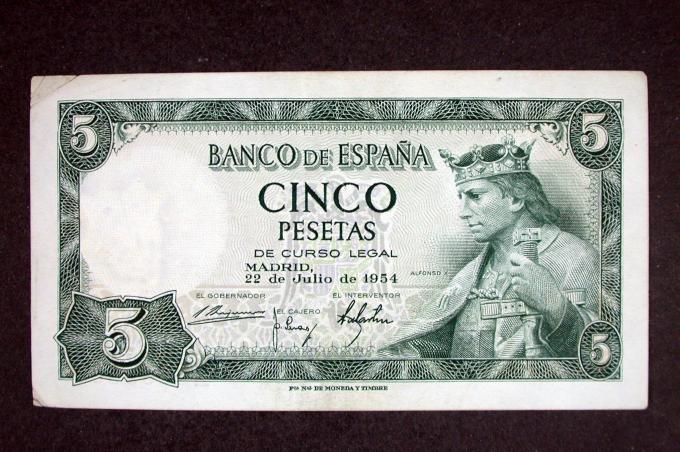 5 5
BANCO DE ESPAÑA
CINCO
PESETAS
DE CURSO LEGAL
MADRID,
22 de Julio de 1954
ALFONSO X
EL GOBERNADOR EL INTERVENTOR
EL CAJERO
5 5
Fca Nal DE MONEDA Y TIMBRE